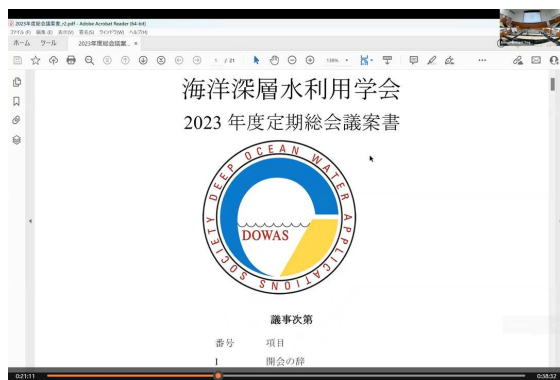 2023年度総会議案書_r2.pdf - Adobe Acrobat Reader (64-bit)
ファイル(F) 編集(E) 表示(V) 署名(S) ウィンドウ(W) ヘルプ(H)
ホーム ツール 2023年度総会議案... ×
1 / 21 138%
海洋深層水利用学会
2023 年度定期総会議案書
DEEP OCEAN WATER APPLICATIONS SOCIETY
DOWAS
議事次第
番号 項目
1 開会の辞
0:21:11 0:38:32